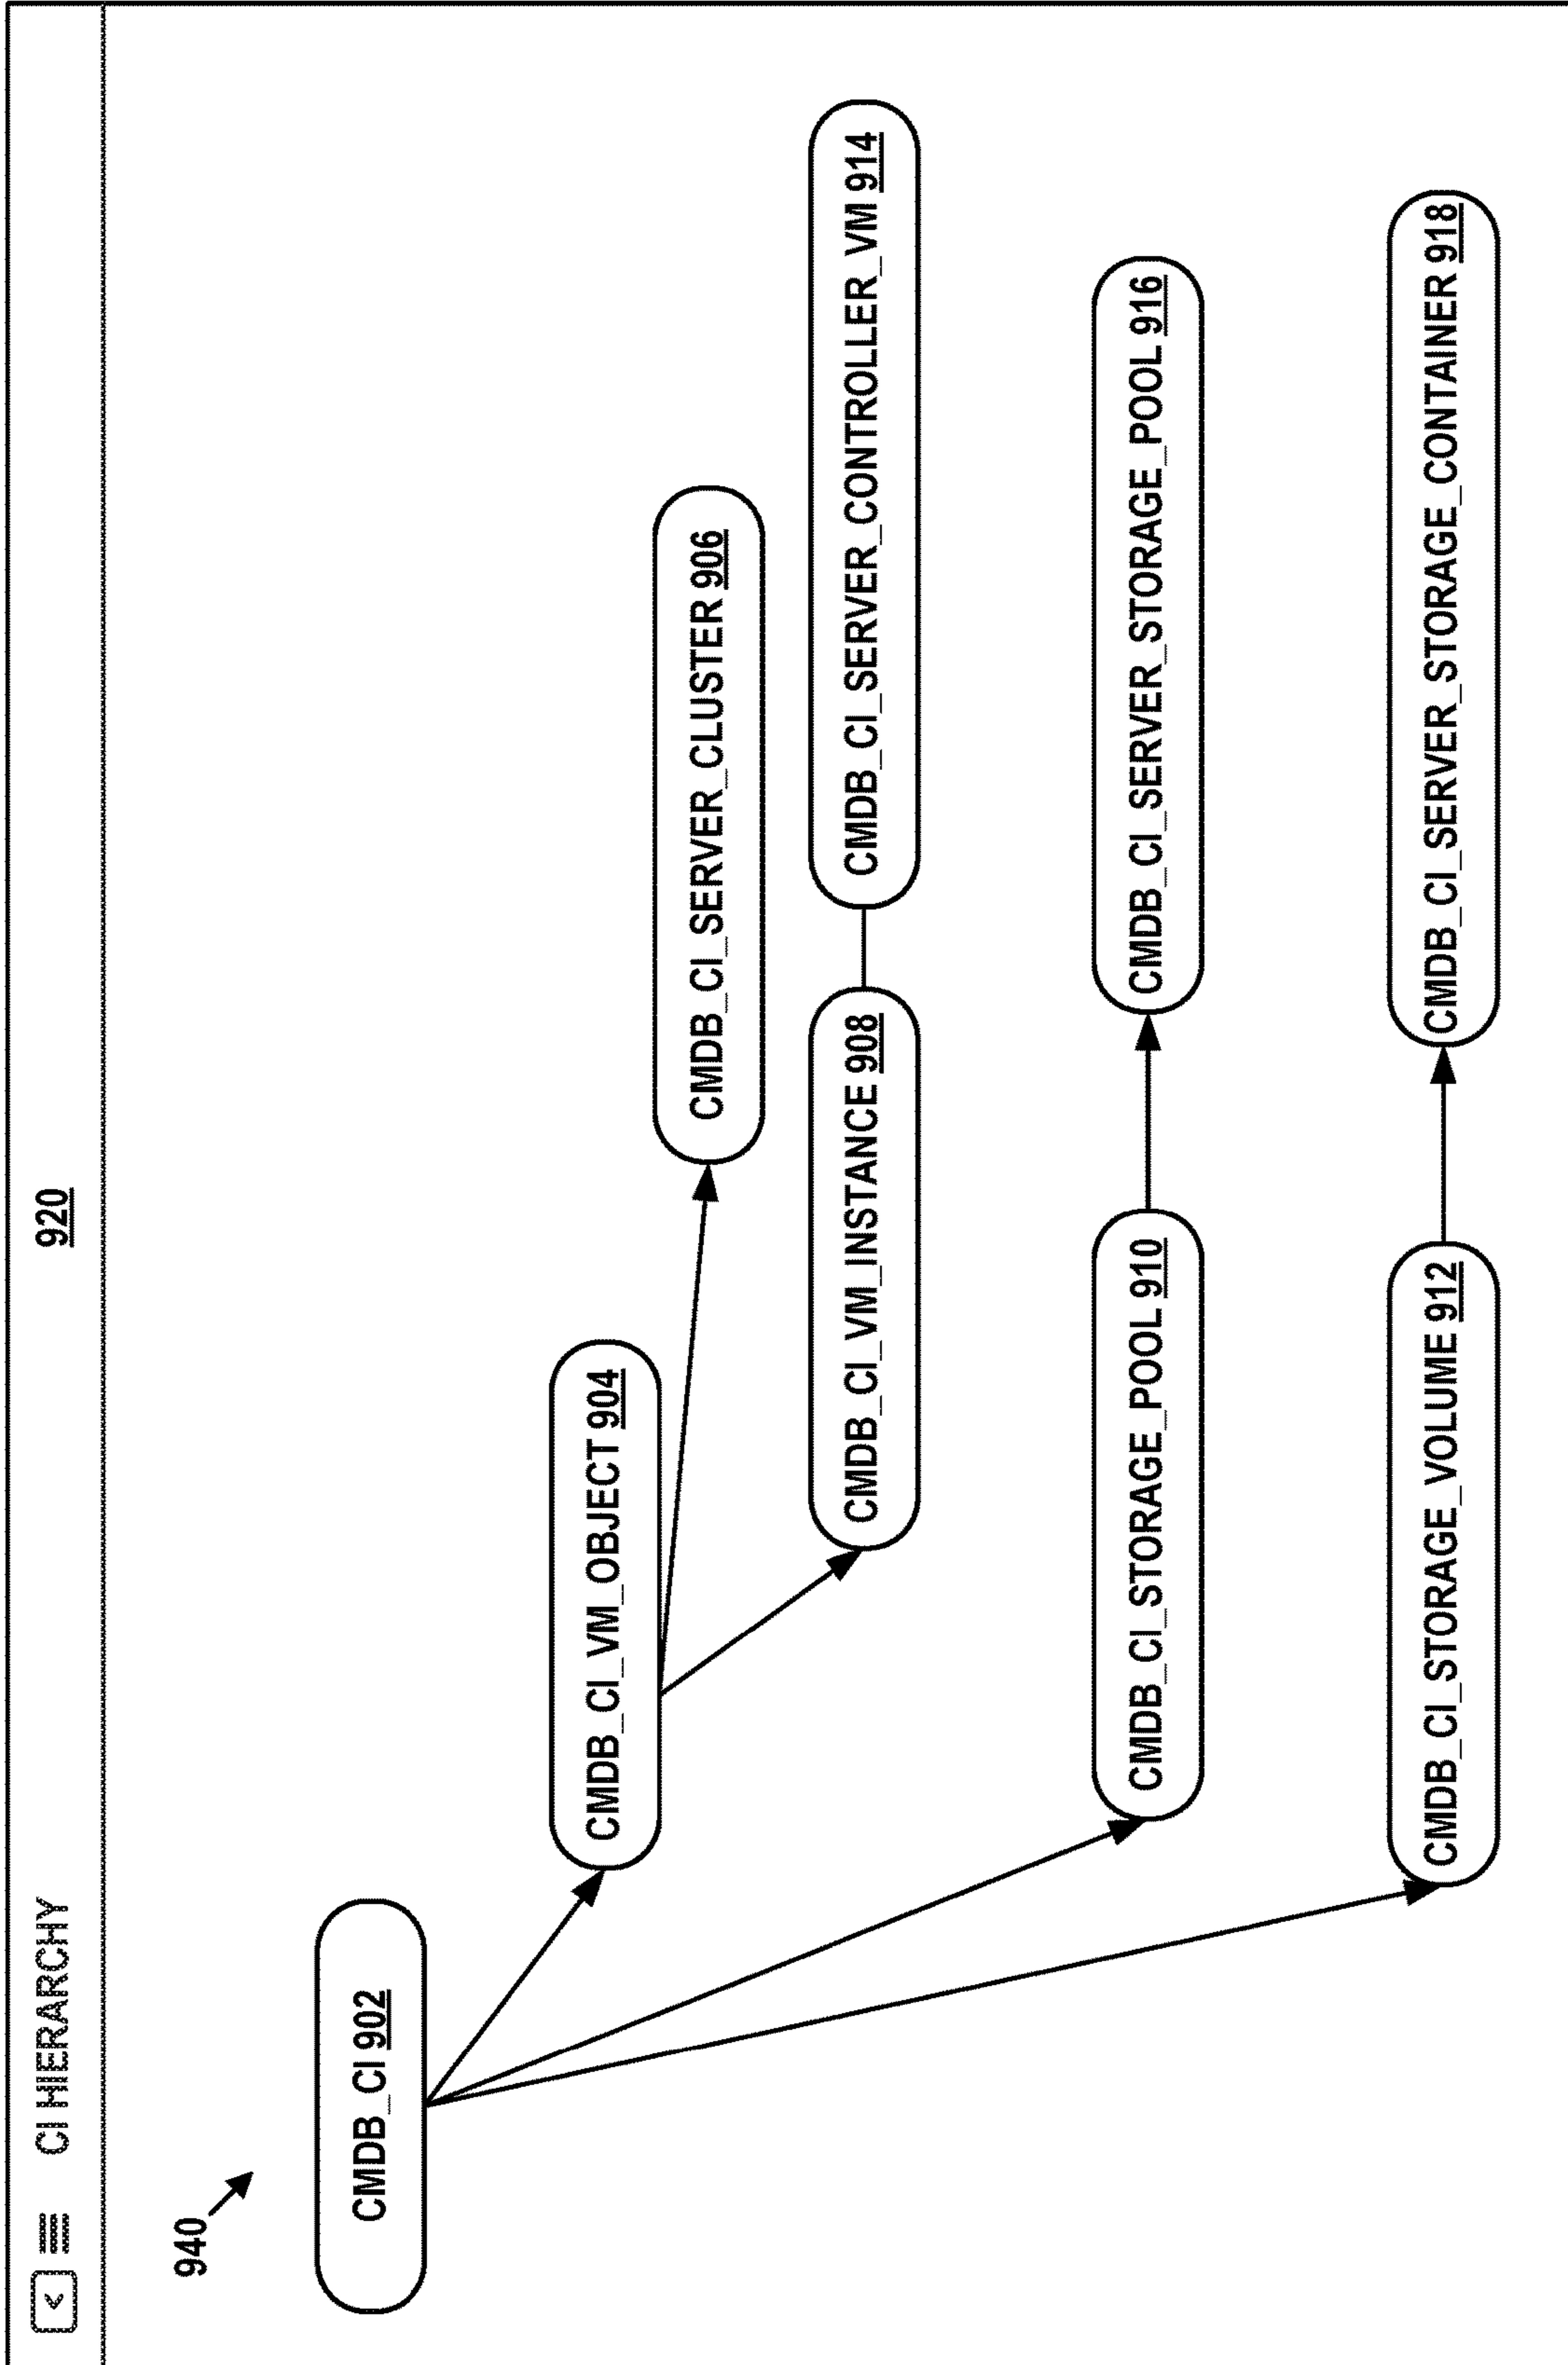 < CI HIERARCHY 920
940
CMDB_CI 902
CMDB_CI_VM_OBJECT 904
CMDB_CI_SERVER_CLUSTER 906
CMDB_CI_VM_INSTANCE 908
CMDB_CI_SERVER_CONTROLLER_VM 914
CMDB_CI_STORAGE_POOL 910
CMDB_CI_SERVER_STORAGE_POOL 916
CMDB_CI_STORAGE_VOLUME 912
CMDB_CI_SERVER_STORAGE_CONTAINER 918